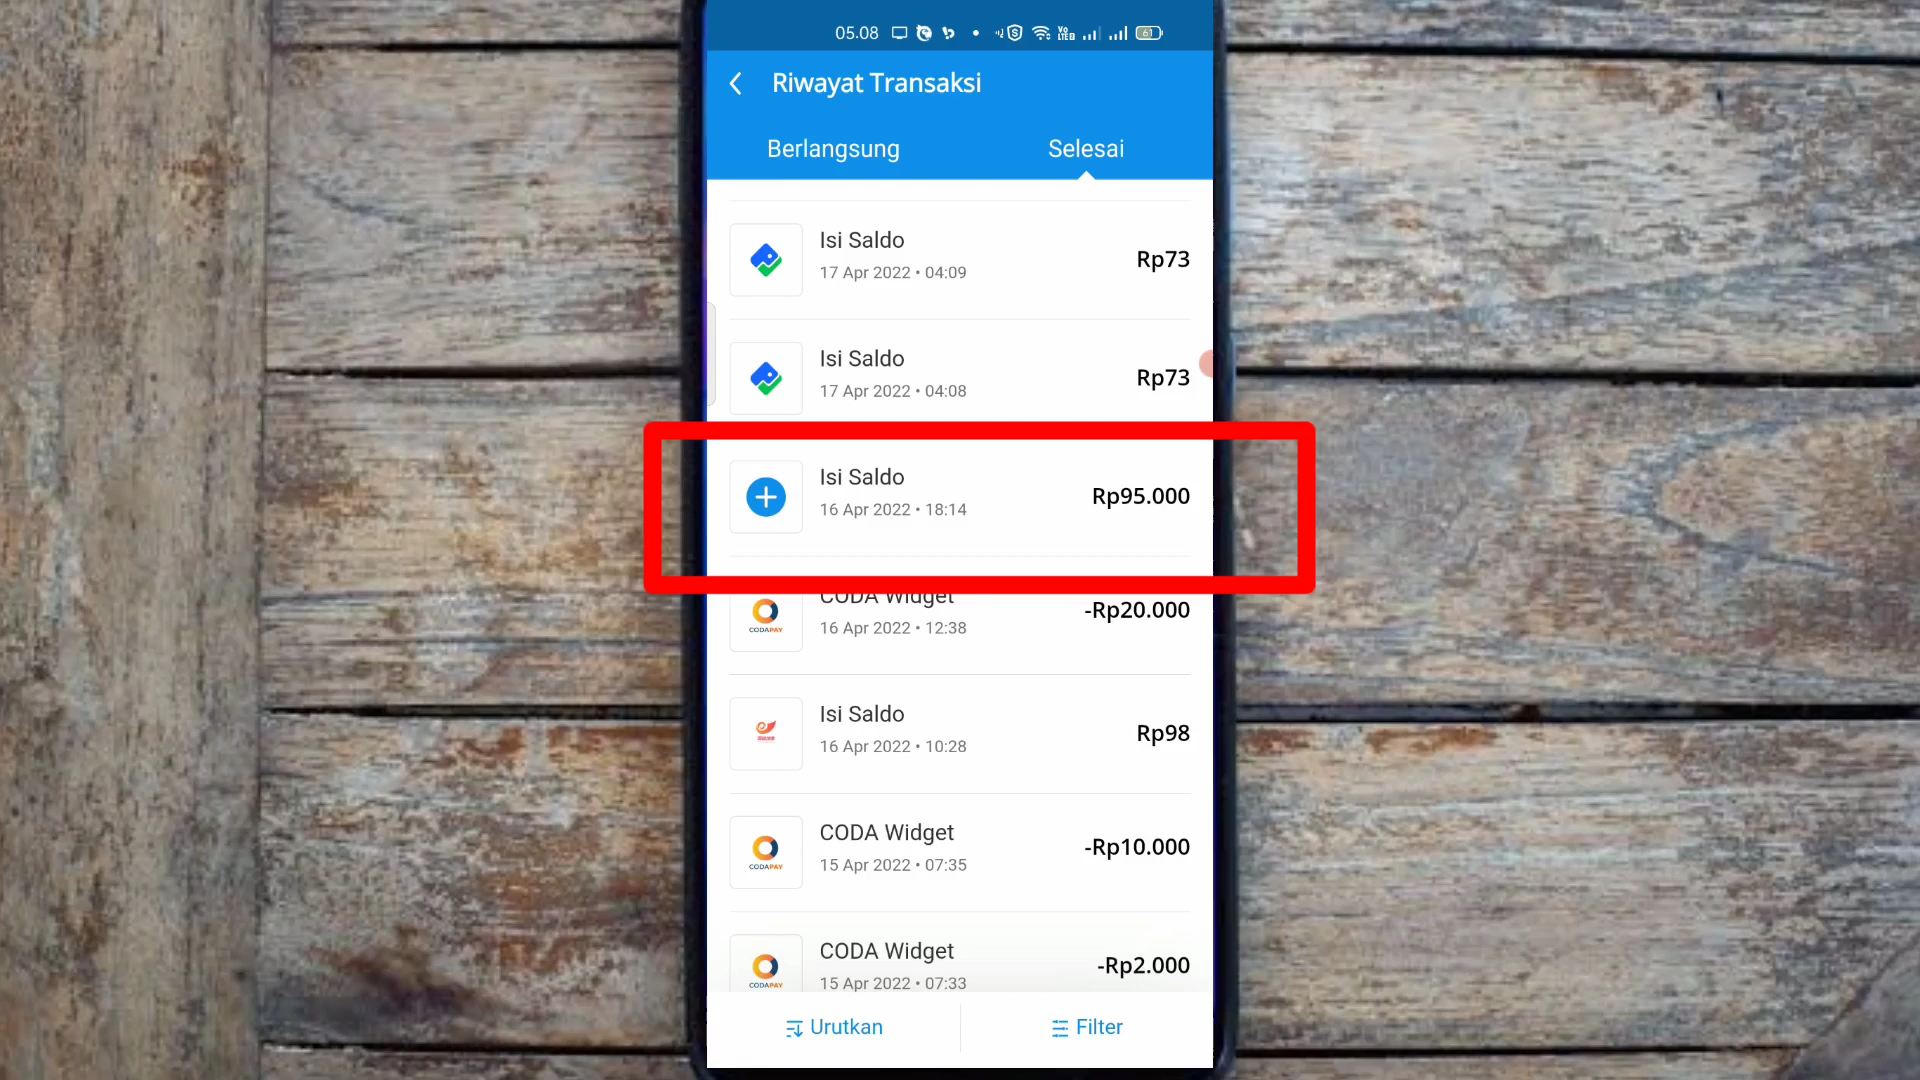 05.08
Riwayat Transaksi
Berlangsung
Selesai
Isi Saldo
17 Apr 2022 • 04:09
Rp73
Isi Saldo
17 Apr 2022 • 04:08
Rp73
Isi Saldo
16 Apr 2022 • 18:14
Rp95.000
CODA Widget
16 Apr 2022 • 12:38
-Rp20.000
CODAPAY
Isi Saldo
16 Apr 2022 • 10:28
Rp98
CODA Widget
15 Apr 2022 • 07:35
-Rp10.000
CODAPAY
CODA Widget
15 Apr 2022 • 07:33
-Rp2.000
CODAPAY
Urutkan
Filter